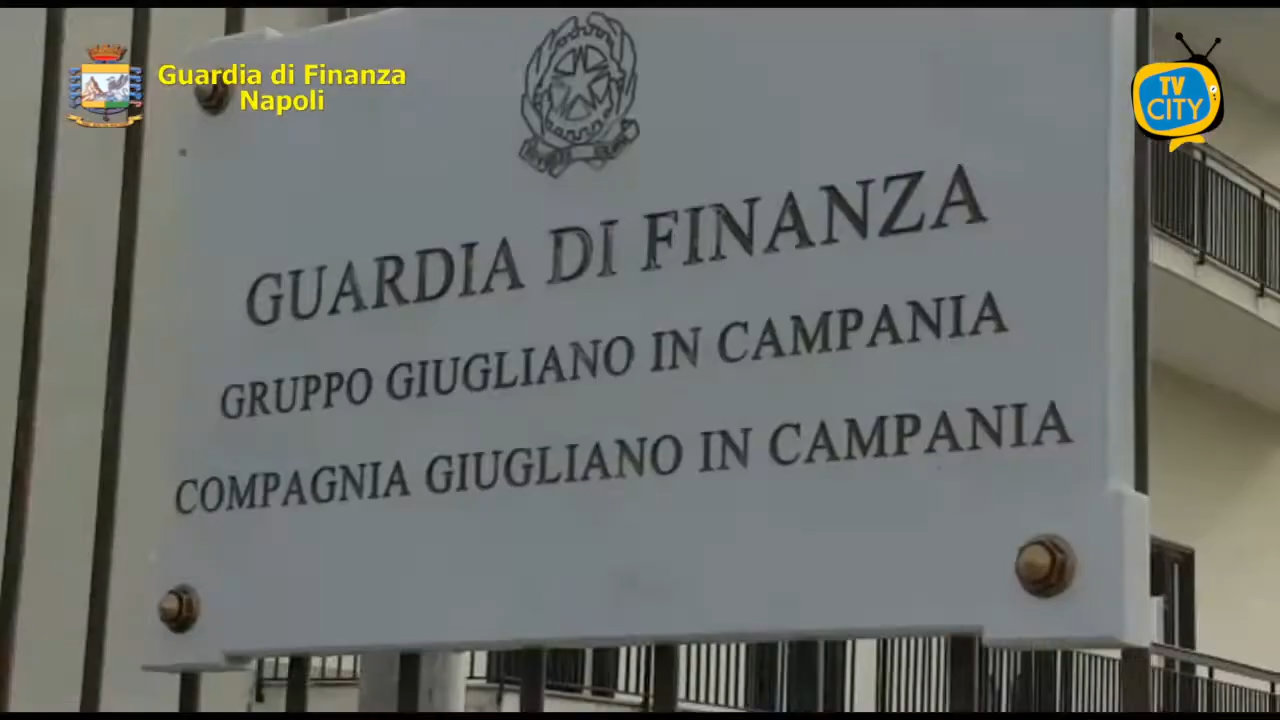 Guardia di Finanza
Napoli
TV
CITY
GUARDIA DI FINANZA
GRUPPO GIUGLIANO IN CAMPANIA
COMPAGNIA GIUGLIANO IN CAMPANIA